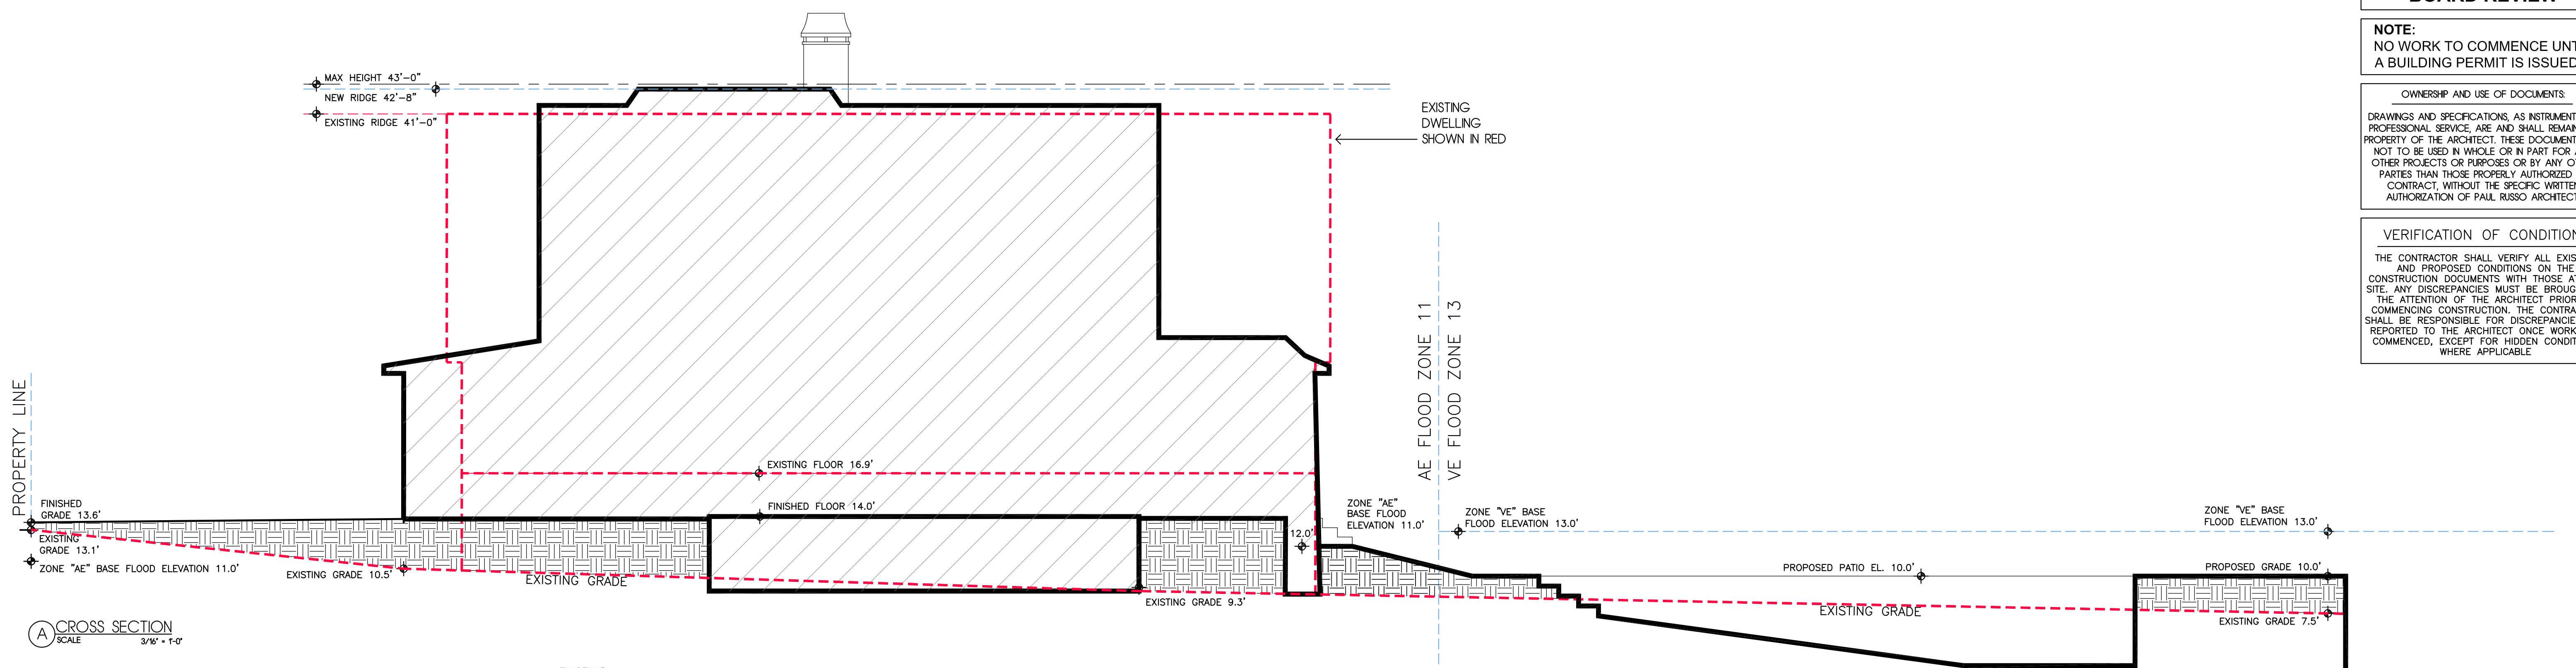 MAX HEIGHT 43'-0"
NEW RIDGE 42'-8"
EXISTING RIDGE 41'-0"
EXISTING
DWELLING
SHOWN IN RED
AE FLOOD ZONE 11
VE FLOOD ZONE 13
PROPERTY LINE
EXISTING FLOOR 16.9'
FINISHED FLOOR 14.0'
FINISHED
GRADE 13.6'
EXISTING
GRADE 13.1'
ZONE "AE" BASE FLOOD ELEVATION 11.0'
EXISTING GRADE 10.5'
EXISTING GRADE
EXISTING GRADE 9.3'
12.0'
ZONE "AE"
BASE FLOOD
ELEVATION 11.0'
ZONE "VE" BASE
FLOOD ELEVATION 13.0'
ZONE "VE" BASE
FLOOD ELEVATION 13.0'
PROPOSED PATIO EL. 10.0'
PROPOSED GRADE 10.0'
EXISTING GRADE
EXISTING GRADE 7.5'
A CROSS SECTION
SCALE 3/16" = 1'-0"
BOARD REVIEW
NOTE:
NO WORK TO COMMENCE
A BUILDING PERMIT IS ISSUED
OWNERSHIP AND USE OF DOCUMENTS:
DRAWINGS AND SPECIFICATIONS, AS
PROFESSIONAL SERVICE, ARE AND SHALL REMAIN
PROPERTY OF THE ARCHITECT. THESE
NOT TO BE USED IN WHOLE OR IN PART FOR
OTHER PROJECTS OR PURPOSES OR BY ANY
PARTIES THAN THOSE PROPERLY AUTHORIZED
CONTRACT, WITHOUT THE SPECIFIC WRITTEN
AUTHORIZATION OF PAUL RUSSO ARCHITECT
VERIFICATION OF
THE CONTRACTOR SHALL VERIFY ALL
AND PROPOSED CONDITIONS ON THE
CONSTRUCTION DOCUMENTS WITH THOSE
SITE. ANY DISCREPANCIES MUST BE
THE ATTENTION OF THE ARCHITECT PRIOR
COMMENCING CONSTRUCTION. THE
SHALL BE RESPONSIBLE FOR
REPORTED TO THE ARCHITECT ONCE WORK
COMMENCED, EXCEPT FOR HIDDEN
WHERE APPLICABLE